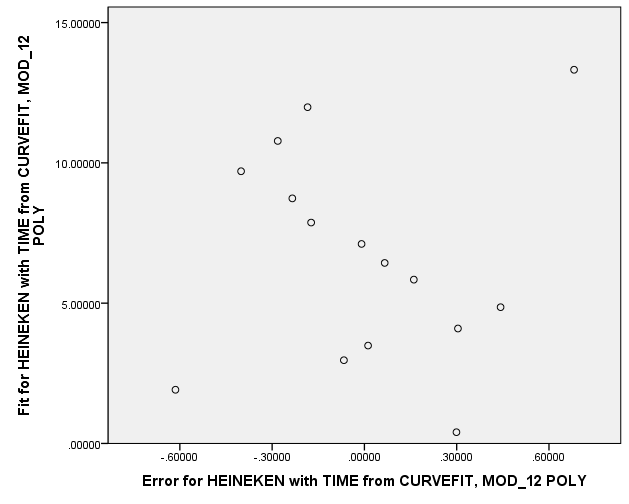 Fit for HEINEKEN with TIME from CURVEFIT, MOD_12
POLY
15.00000
10.00000
5.00000
.00000
-.60000 -.30000 .00000 .30000 .60000
Error for HEINEKEN with TIME from CURVEFIT, MOD_12 POLY